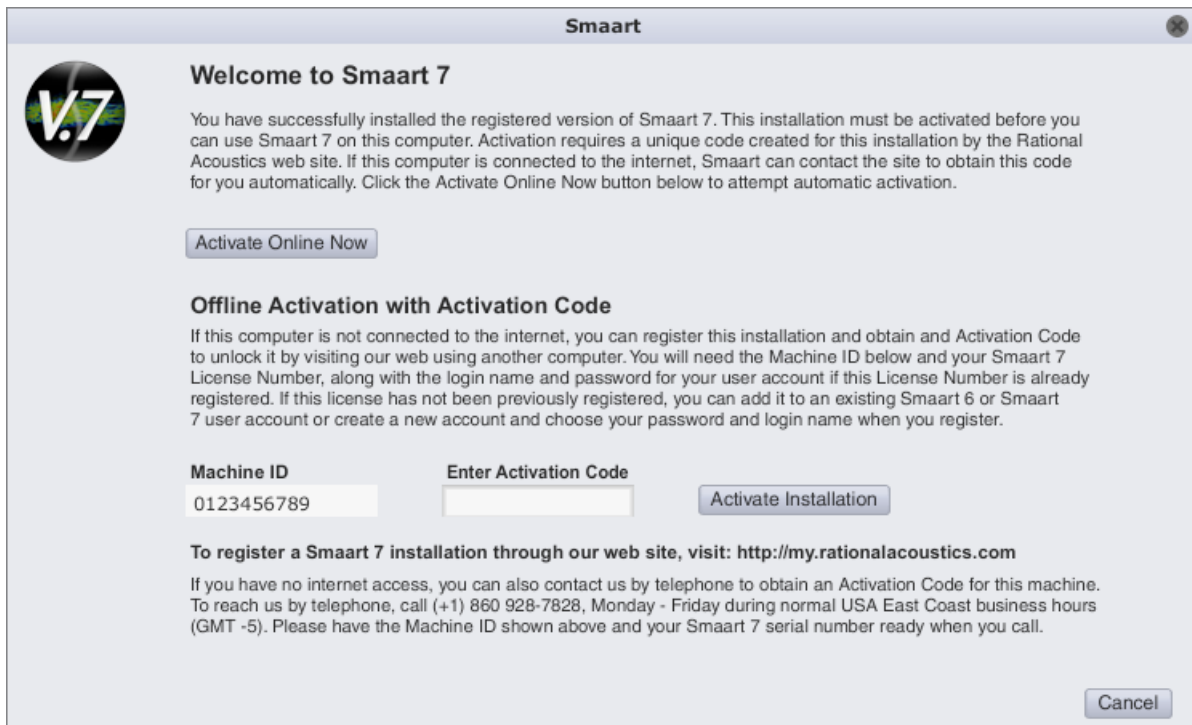 Smaart
V.7
Welcome to Smaart 7
You have successfully installed the registered version of Smaart 7. This installation must be activated before you
can use Smaart 7 on this computer. Activation requires a unique code created for this installation by the Rational
Acoustics web site. If this computer is connected to the internet, Smaart can contact the site to obtain this code
for you automatically. Click the Activate Online Now button below to attempt automatic activation.
Activate Online Now
Offline Activation with Activation Code
If this computer is not connected to the internet, you can register this installation and obtain and Activation Code
to unlock it by visiting our web using another computer. You will need the Machine ID below and your Smaart 7
License Number, along with the login name and password for your user account if this License Number is already
registered. If this license has not been previously registered, you can add it to an existing Smaart 6 or Smaart
7 user account or create a new account and choose your password and login name when you register.
Machine ID Enter Activation Code
0123456789 Activate Installation
To register a Smaart 7 installation through our web site, visit: http://my.rationalacoustics.com
If you have no internet access, you can also contact us by telephone to obtain an Activation Code for this machine.
To reach us by telephone, call (+1) 860 928-7828, Monday - Friday during normal USA East Coast business hours
(GMT -5). Please have the Machine ID shown above and your Smaart 7 serial number ready when you call.
Cancel